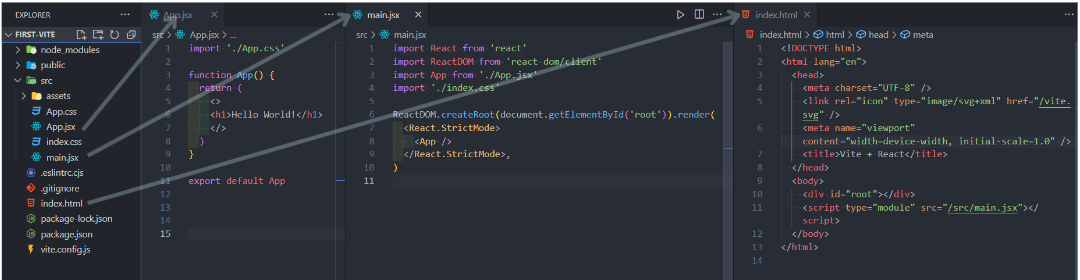 EXPLORER
FIRST-VITE
node_modules
public
src
assets
App.css
App.jsx
index.css
main.jsx
.eslintrc.cjs
.gitignore
index.html
package-lock.json
package.json
vite.config.js
App.jsx
src > App.jsx > ...
1 import './App.css'
2
3 function App() {
4 return (
5 <>
6 <h1>Hello World!</h1>
7 </>
8 )
9 }
10
11 export default App
12
13
14
15
main.jsx
src > main.jsx
1 import React from 'react'
2 import ReactDOM from 'react-dom/client'
3 import App from './App.jsx'
4 import './index.css'
5
6 ReactDOM.createRoot(document.getElementById('root')).render(
7 <React.StrictMode>
8 <App />
9 </React.StrictMode>,
10 )
11
index.html
index.html > html > head > meta
1 <!DOCTYPE html>
2 <html lang="en">
3 <head>
4 <meta charset="UTF-8" />
5 <link rel="icon" type="image/svg+xml" href="/vite.
svg" />
6 <meta name="viewport"
content="width=device-width, initial-scale=1.0" />
7 <title>Vite + React</title>
8 </head>
9 <body>
10 <div id="root"></div>
11 <script type="module" src="/src/main.jsx"></
script>
12 </body>
13 </html>
14